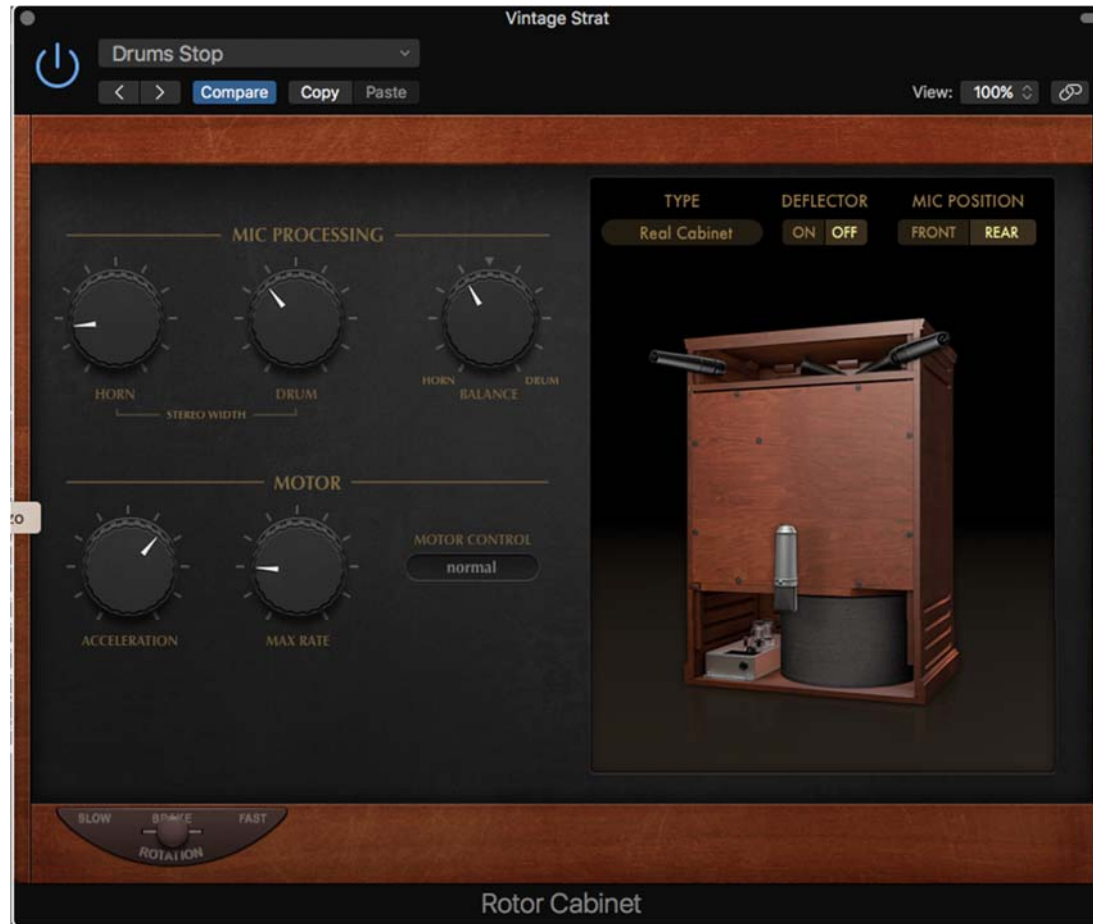 Vintage Strat
Drums Stop
Compare Copy Paste View: 100%
TYPE DEFLECTOR MIC POSITION
Real Cabinet ON OFF FRONT REAR
MIC PROCESSING
HORN DRUM
HORN DRUM
BALANCE
STEREO WIDTH
MOTOR
zo
MOTOR CONTROL
normal
ACCELERATION MAX RATE
SLOW BRAKE FAST
ROTATION
Rotor Cabinet